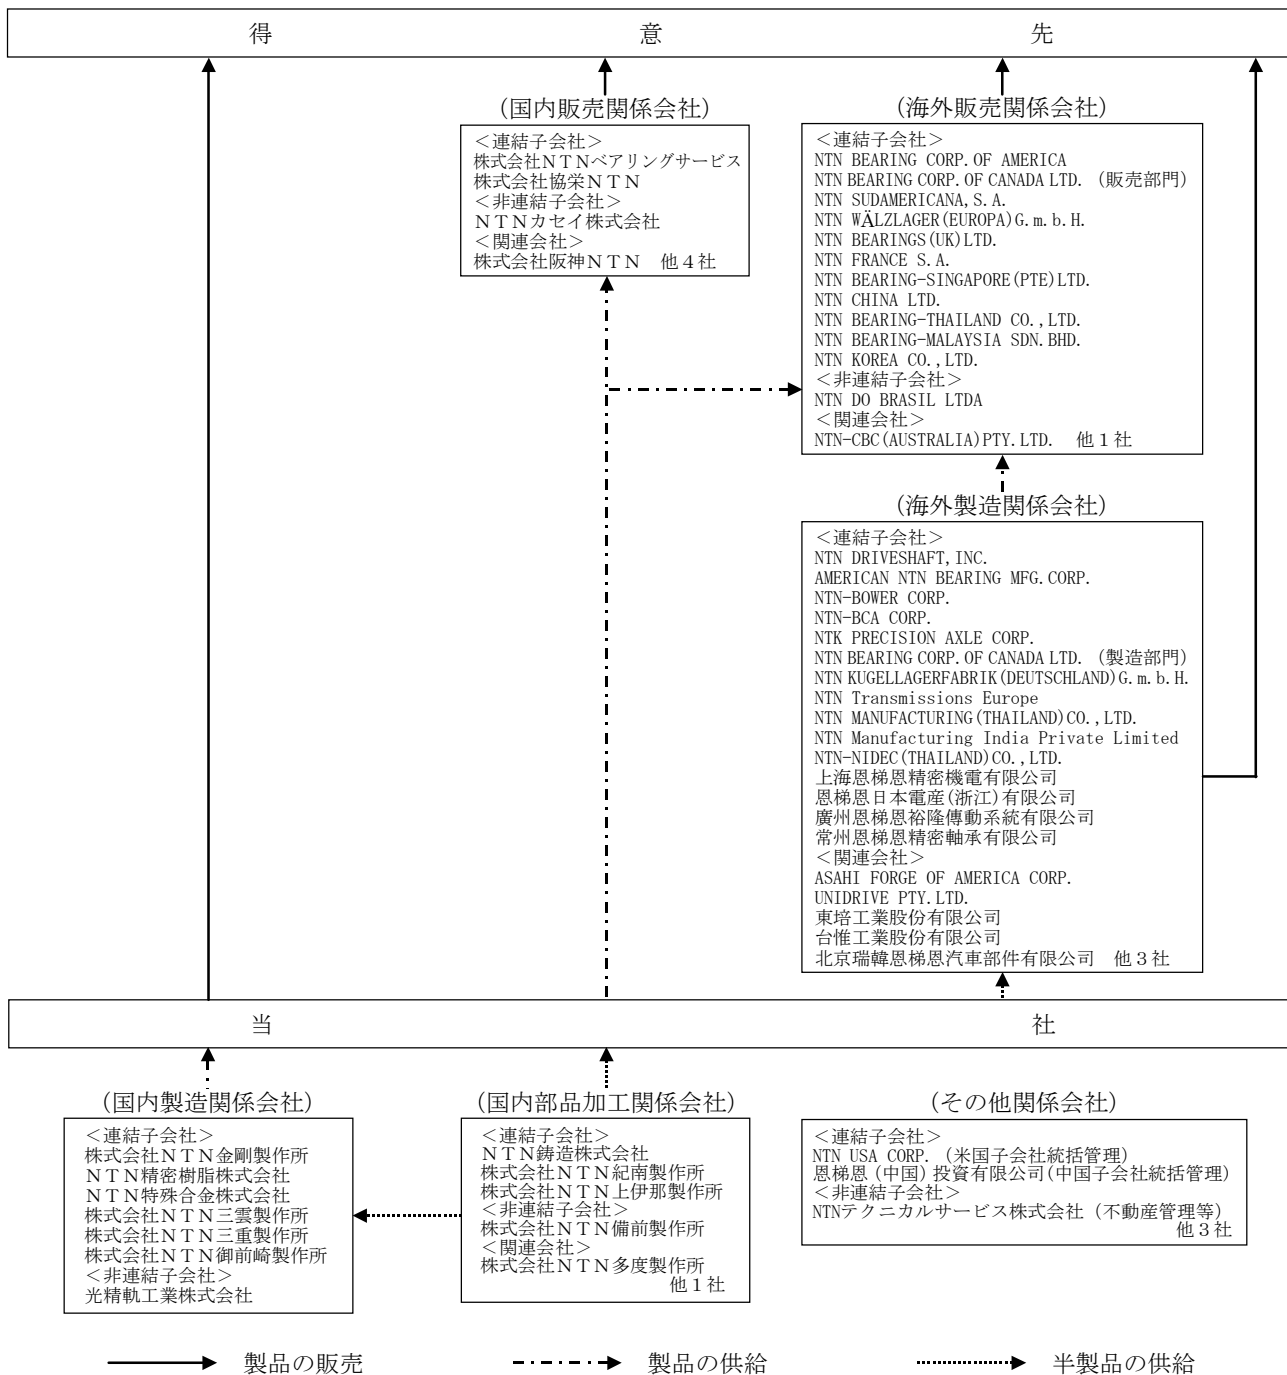 得意先
(国内販売関係会社)
＜連結子会社＞
株式会社ＮＴＮベアリングサービス
株式会社協栄ＮＴＮ
＜非連結子会社＞
ＮＴＮカセイ株式会社
＜関連会社＞
株式会社阪神ＮＴＮ　他４社
(海外販売関係会社)
＜連結子会社＞
NTN BEARING CORP.OF AMERICA
NTN BEARING CORP.OF CANADA LTD.（販売部門）
NTN SUDAMERICANA,S.A.
NTN WÄLZLAGER(EUROPA)G.m.b.H.
NTN BEARINGS(UK)LTD.
NTN FRANCE S.A.
NTN BEARING-SINGAPORE(PTE)LTD.
NTN CHINA LTD.
NTN BEARING-THAILAND CO.,LTD.
NTN BEARING-MALAYSIA SDN.BHD.
NTN KOREA CO.,LTD.
＜非連結子会社＞
NTN DO BRASIL LTDA
＜関連会社＞
NTN-CBC(AUSTRALIA)PTY.LTD.　他１社
(海外製造関係会社)
＜連結子会社＞
NTN DRIVESHAFT,INC.
AMERICAN NTN BEARING MFG.CORP.
NTN-BOWER CORP.
NTN-BCA CORP.
NTK PRECISION AXLE CORP.
NTN BEARING CORP.OF CANADA LTD.（製造部門）
NTN KUGELLAGERFABRIK(DEUTSCHLAND)G.m.b.H.
NTN Transmissions Europe
NTN MANUFACTURING(THAILAND)CO.,LTD.
NTN Manufacturing India Private Limited
NTN-NIDEC(THAILAND)CO.,LTD.
上海恩梯恩精密機電有限公司
恩梯恩日本電産(浙江)有限公司
廣州恩梯恩裕隆傳動系統有限公司
常州恩梯恩精密軸承有限公司
＜関連会社＞
ASAHI FORGE OF AMERICA CORP.
UNIDRIVE PTY.LTD.
東培工業股份有限公司
台惟工業股份有限公司
北京瑞韓恩梯恩汽車部件有限公司　他３社
当社
(国内製造関係会社)
＜連結子会社＞
株式会社ＮＴＮ金剛製作所
ＮＴＮ精密樹脂株式会社
ＮＴＮ特殊合金株式会社
株式会社ＮＴＮ三雲製作所
株式会社ＮＴＮ三重製作所
株式会社ＮＴＮ御前崎製作所
＜非連結子会社＞
光精軌工業株式会社
(国内部品加工関係会社)
＜連結子会社＞
ＮＴＮ鋳造株式会社
株式会社ＮＴＮ紀南製作所
株式会社ＮＴＮ上伊那製作所
＜非連結子会社＞
株式会社ＮＴＮ備前製作所
＜関連会社＞
株式会社ＮＴＮ多度製作所
他１社
(その他関係会社)
＜連結子会社＞
NTN USA CORP.（米国子会社統括管理）
恩梯恩(中国)投資有限公司(中国子会社統括管理)
＜非連結子会社＞
NTNテクニカルサービス株式会社（不動産管理等）
他３社
製品の販売
製品の供給
半製品の供給